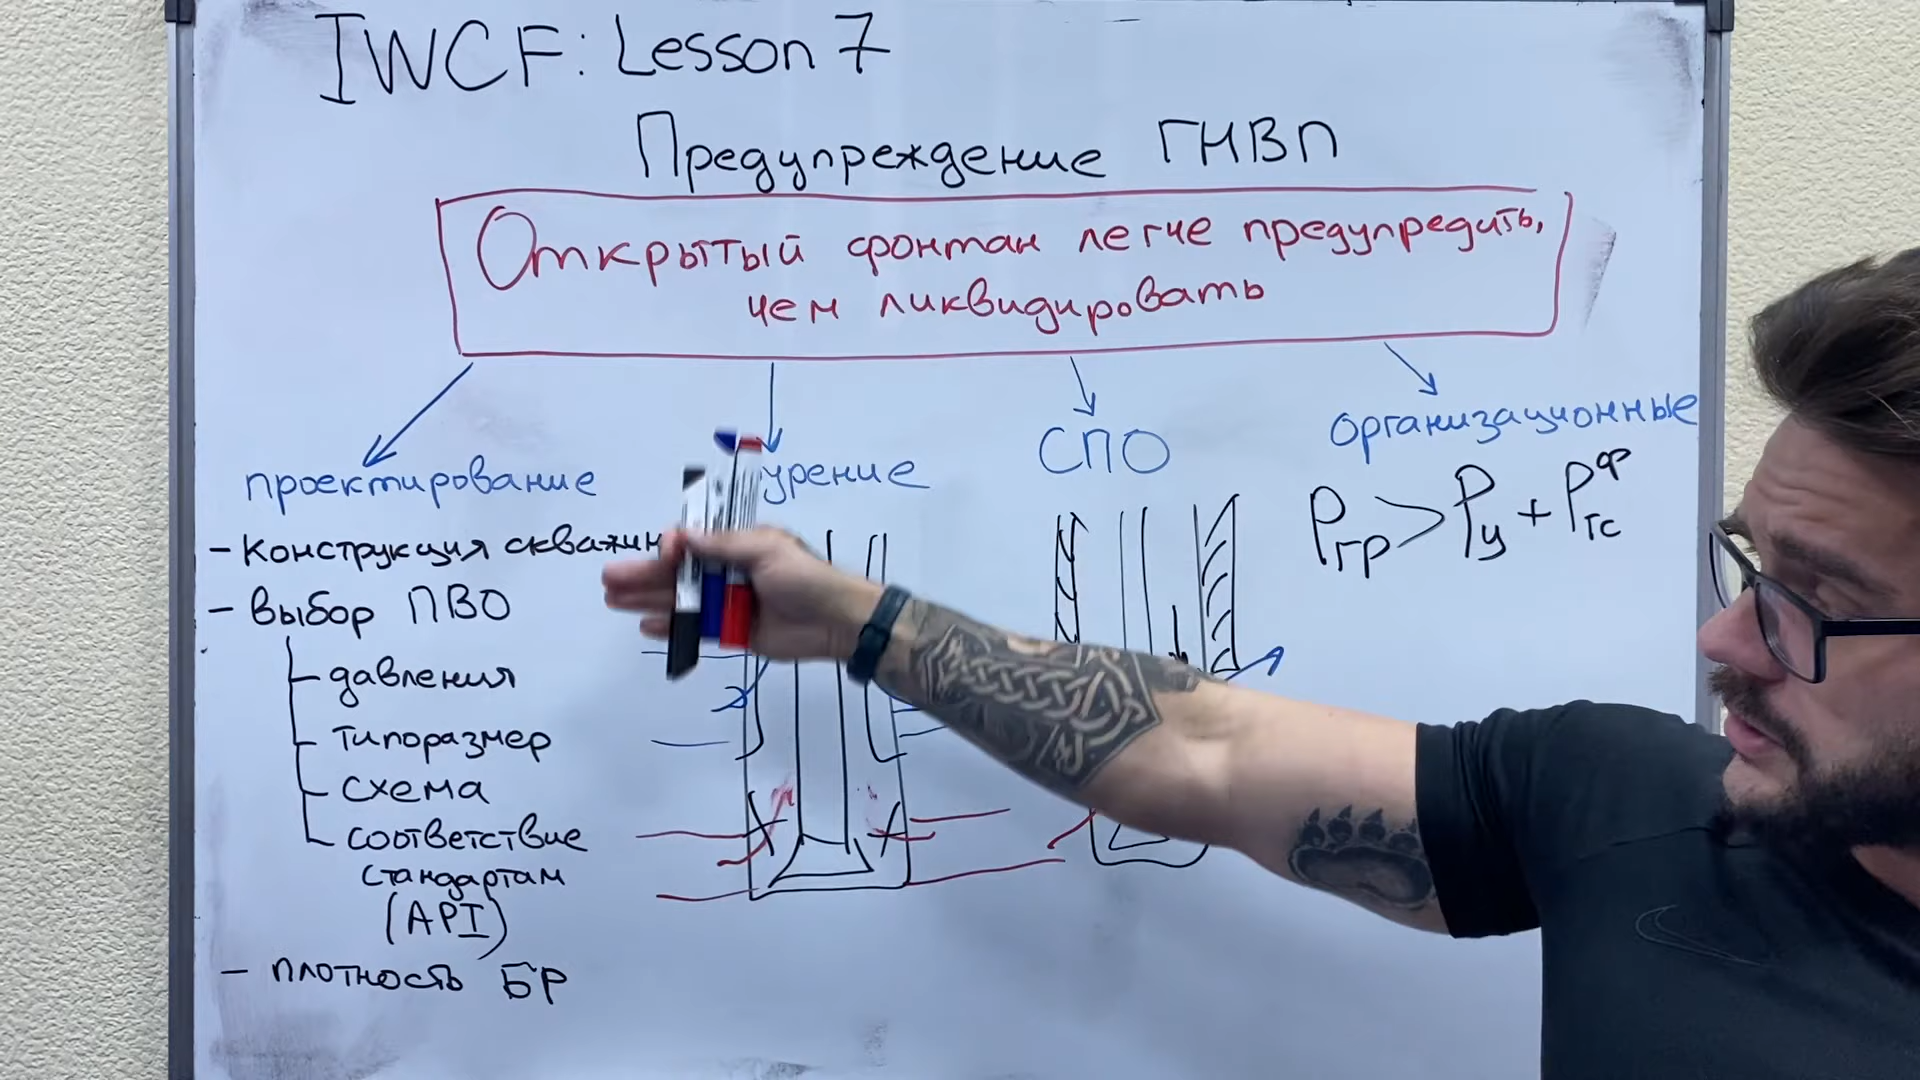 IWCF: Lesson 7
Предупреждение ГНВП
Открытый фонтан легче предупредить,
чем ликвидировать
проектирование
урение
СПО
организационные
- Конструкция скважин
- Выбор ПВО
давления
типоразмер
схема
соответствие
стандартам
(API)
- плотность БР
Pгр > Pу + Pгс^ф